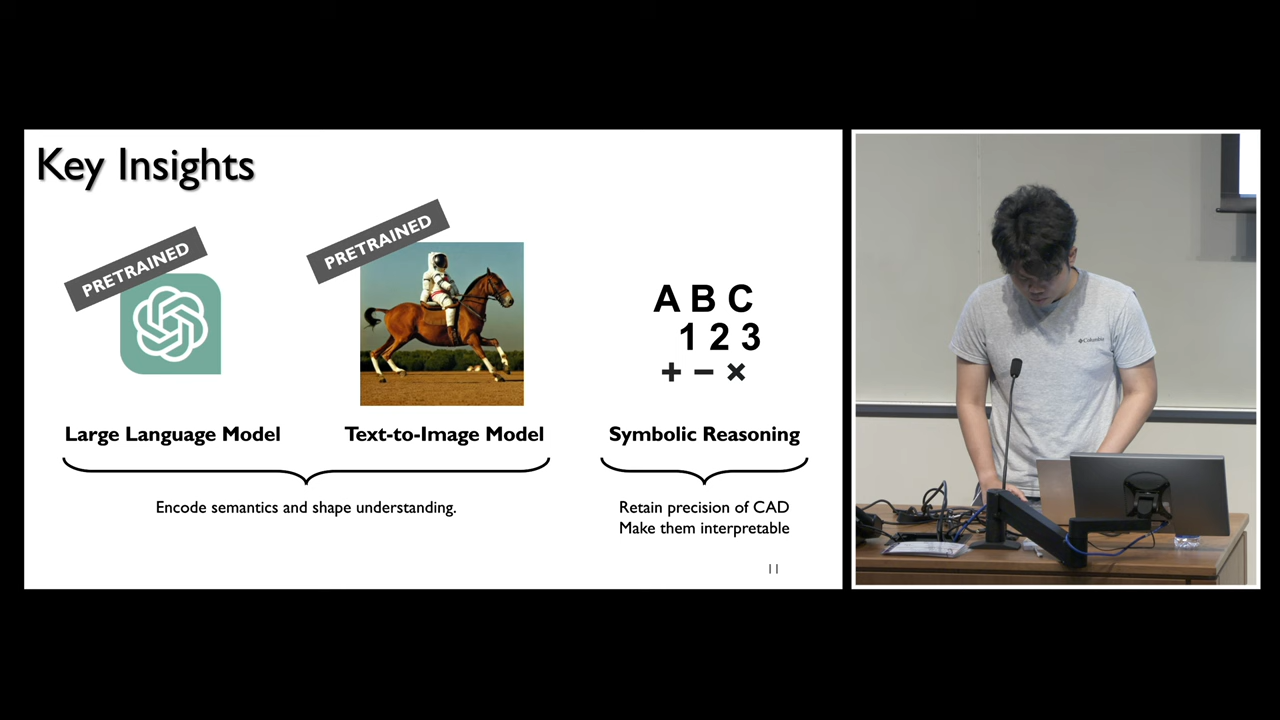 Key Insights
PRETRAINED
PRETRAINED
A B C
1 2 3
+ − ×
Large Language Model
Text-to-Image Model
Symbolic Reasoning
Encode semantics and shape understanding.
Retain precision of CAD
Make them interpretable
11
Columbia